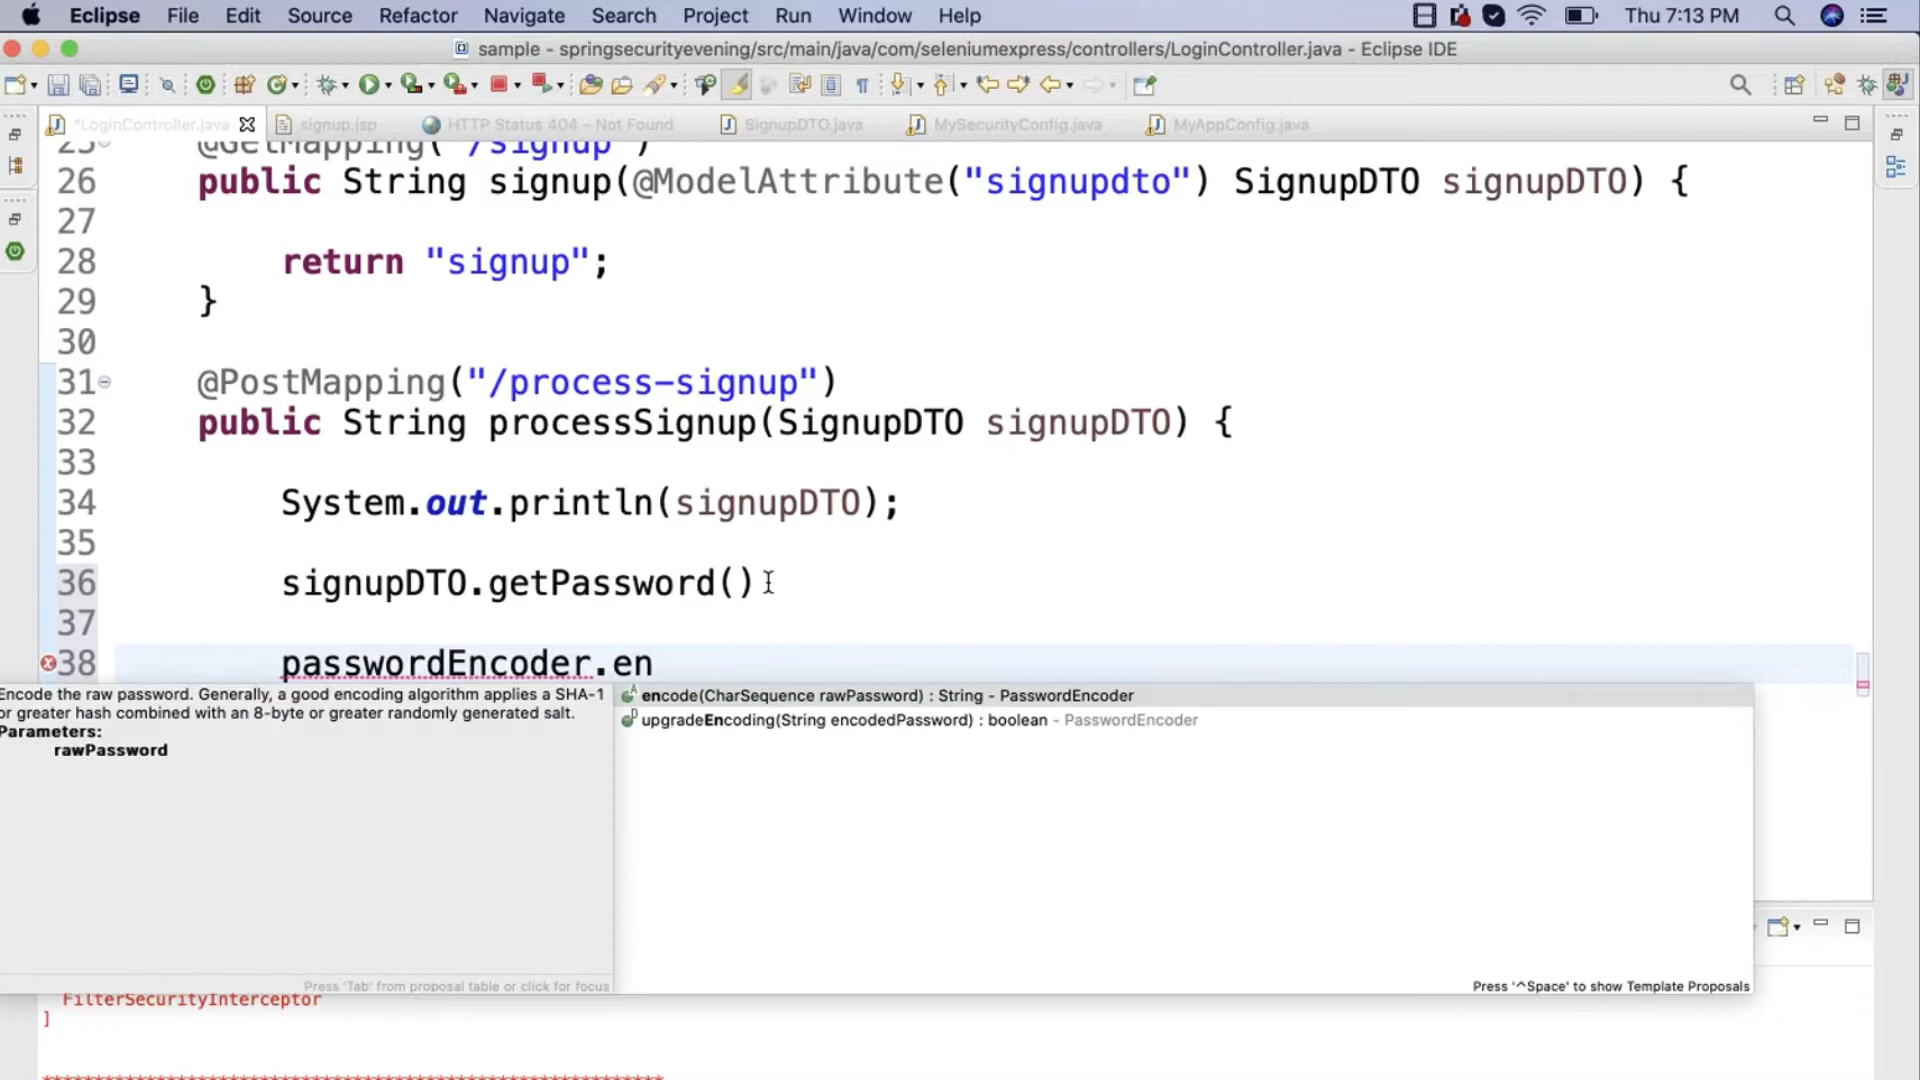 Eclipse File Edit Source Refactor Navigate Search Project Run Window Help Thu 7:13 PM
sample - springsecurityevening/src/main/java/com/seleniumexpress/controllers/LoginController.java - Eclipse IDE
*LoginController.java signup.jsp HTTP Status 404 – Not Found SignupDTO.java MySecurityConfig.java MyAppConfig.java
25 @GetMapping("/signup")
26 public String signup(@ModelAttribute("signupdto") SignupDTO signupDTO) {
27
28 return "signup";
29 }
30
31 @PostMapping("/process-signup")
32 public String processSignup(SignupDTO signupDTO) {
33
34 System.out.println(signupDTO);
35
36 signupDTO.getPassword()
37
38 passwordEncoder.en
Encode the raw password. Generally, a good encoding algorithm applies a SHA-1
or greater hash combined with an 8-byte or greater randomly generated salt.
Parameters:
rawPassword
Press 'Tab' from proposal table or click for focus
encode(CharSequence rawPassword) : String - PasswordEncoder
upgradeEncoding(String encodedPassword) : boolean - PasswordEncoder
Press '^Space' to show Template Proposals
FilterSecurityInterceptor
]
************************************************************